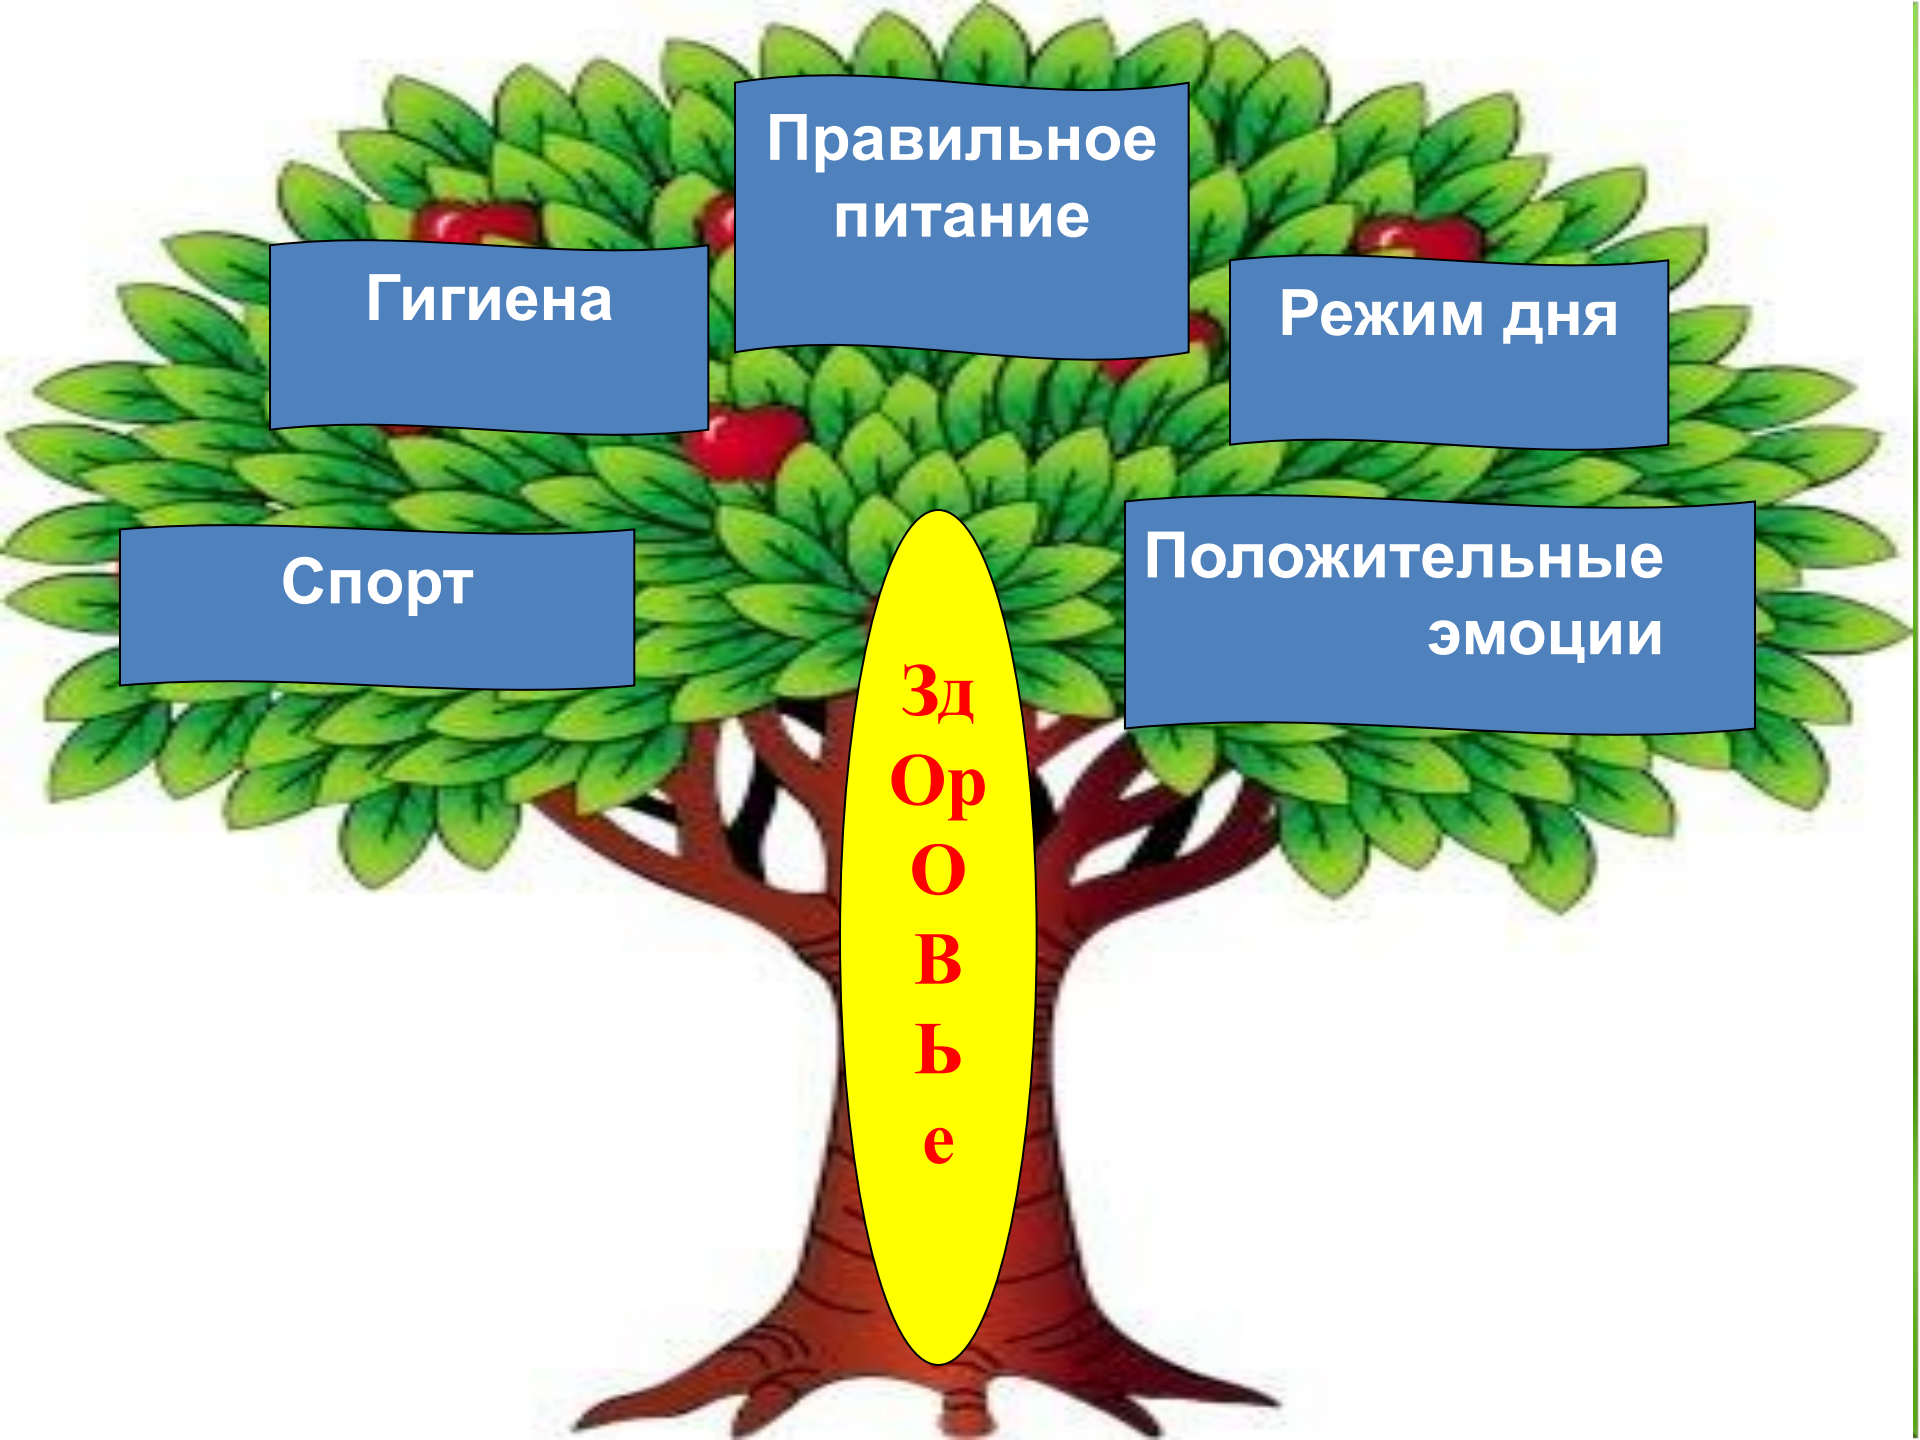 Правильное
питание
Гигиена
Режим дня
Спорт
Положительные
эмоции
Зд
Ор
О
В
Ь
е